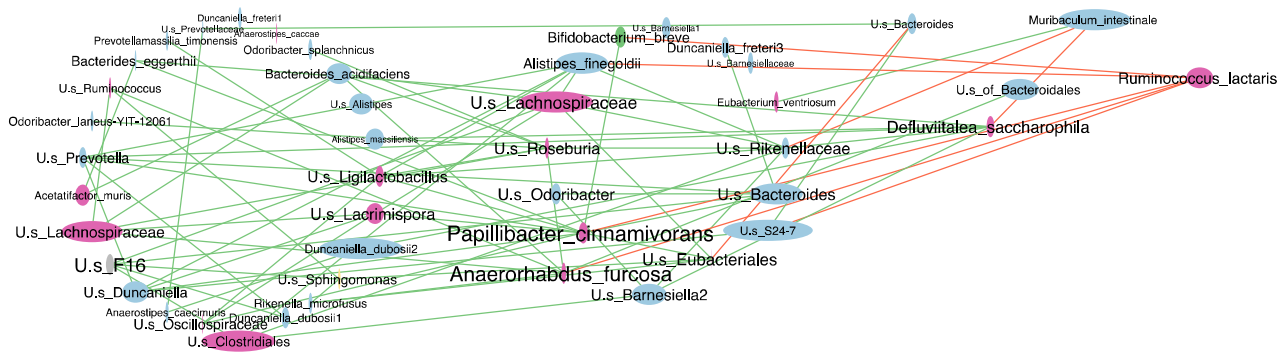 Duncaniella_freteri1
U.s_Prevotellaceae
Anaerostipes_caccae
Prevotellamassilia_timonensis
Odoribacter_splanchnicus
Bacterides_eggerthii
Bacteroides_acidifaciens
U.s_Ruminococcus
U.s_Alistipes
Odoribacter_laneus-YIT-12061
Alistipes_massiliensis
U.s_Prevotella
U.s_Ligilactobacillus
Acetatifactor_muris
U.s_Lacrimispora
U.s_Lachnospiraceae
Duncaniella_dubosii2
U.s_F16
U.s_Sphingomonas
U.s_Duncaniella
Rikenella_microfusus
Anaerostipes_caecimuris
Duncaniella_dubosii1
U.s_Oscillospiraceae
U.s_Clostridiales
U.s_Barnesiella1
Bifidobacterium_breve
Duncaniella_freteri3
Alistipes_finegoldii
U.s_Barnesiellaceae
U.s_Lachnospiraceae
Eubacterium_ventriosum
U.s_Roseburia
U.s_Rikenellaceae
U.s_Odoribacter
U.s_Bacteroides
Papillibacter_cinnamivorans
U.s_S24-7
Anaerorhabdus_furcosa
U.s_Eubacteriales
U.s_Barnesiella2
U.s_Bacteroides
Muribaculum_intestinale
Ruminococcus_lactaris
U.s_of_Bacteroidales
Defluviitalea_saccharophila